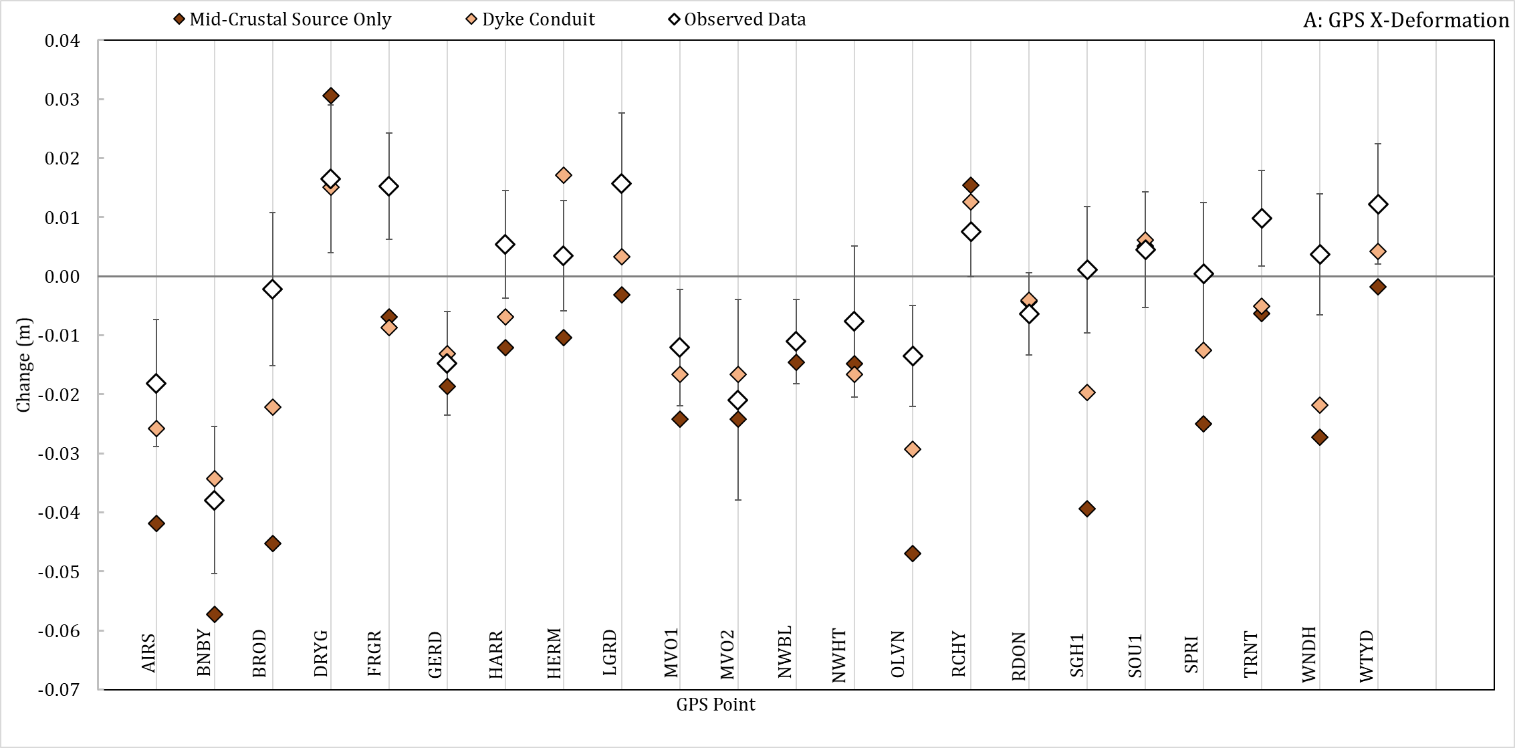 Mid-Crustal Source Only Dyke Conduit Observed Data A: GPS X-Deformation
0.04
0.03
0.02
0.01
0.00
-0.01
-0.02
-0.03
-0.04
-0.05
-0.06
-0.07
Change (m)
AIRS
BNBY
BROD
DRYG
FRGR
GERD
HARR
HERM
LGRD
MVO1
MVO2
NWBL
NWHT
OLVN
RCHY
RDON
SGH1
SOU1
SPRI
TRNT
WNDH
WTYD
GPS Point